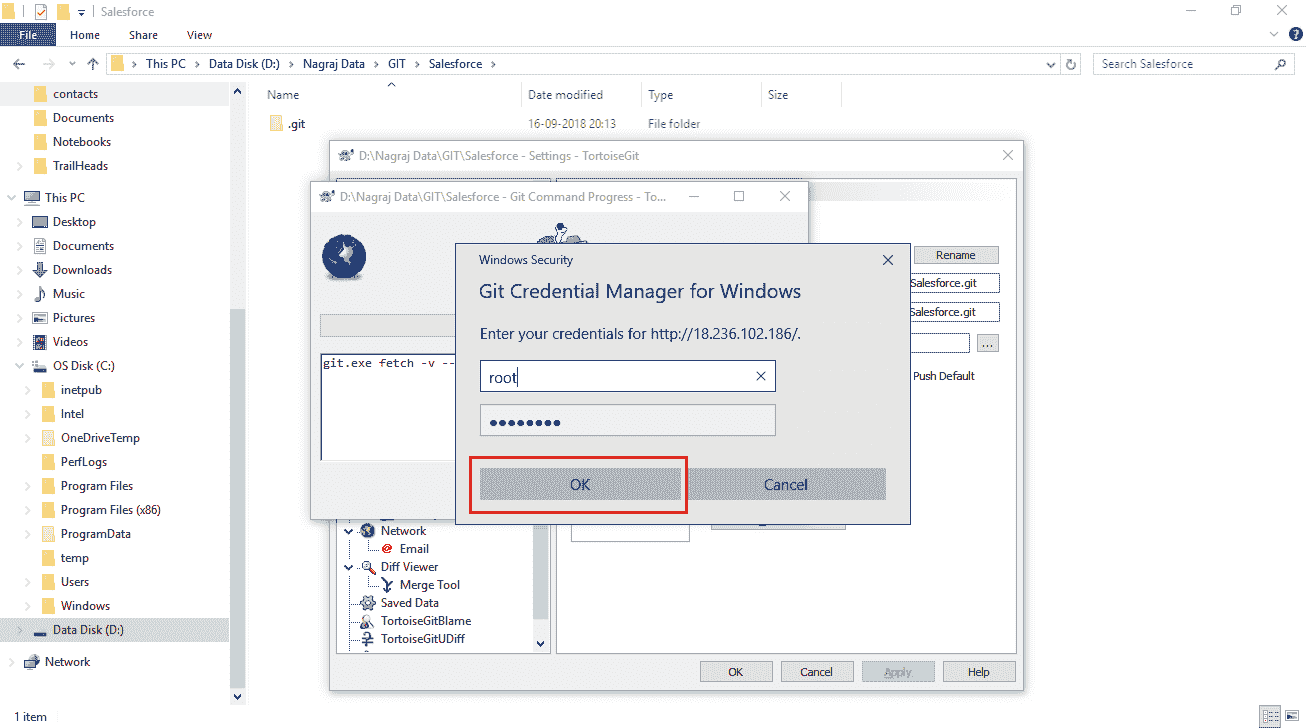 Salesforce
File Home Share View
This PC Data Disk (D:) Nagraj Data GIT Salesforce
Search Salesforce
contacts
Documents
Notebooks
TrailHeads
This PC
Desktop
Documents
Downloads
Music
Pictures
Videos
OS Disk (C:)
inetpub
Intel
OneDriveTemp
PerfLogs
Program Files
Program Files (x86)
ProgramData
temp
Users
Windows
Data Disk (D:)
Network
1 item
Name Date modified Type Size
.git 16-09-2018 20:13 File folder
D:\Nagraj Data\GIT\Salesforce - Settings - TortoiseGit
D:\Nagraj Data\GIT\Salesforce - Git Command Progress - To...
git.exe fetch -v --
Windows Security
Git Credential Manager for Windows
Enter your credentials for http://18.236.102.186/.
root
●●●●●●●●
OK Cancel
Rename
Salesforce.git
Salesforce.git
...
Push Default
Network
Email
Diff Viewer
Merge Tool
Saved Data
TortoiseGitBlame
TortoiseGitUDiff
OK Cancel Apply Help